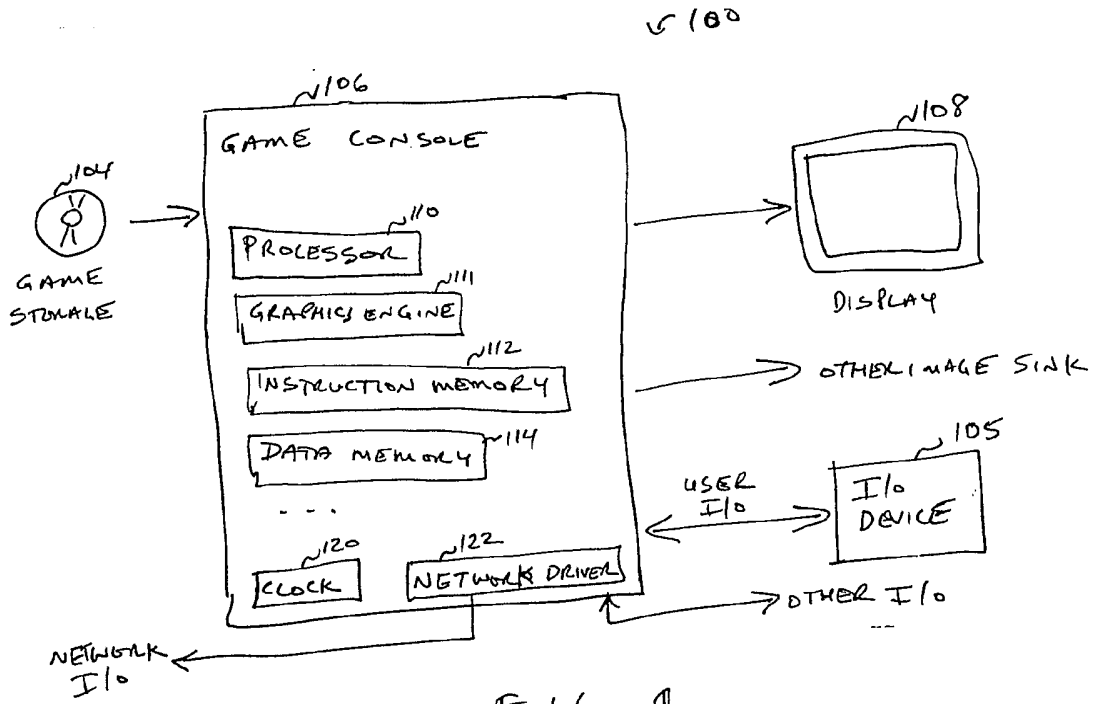 100
106
GAME CONSOLE
108
104
110
PROCESSOR
GAME
STORAGE
111
GRAPHICS ENGINE
DISPLAY
112
INSTRUCTION MEMORY
OTHER IMAGE SINK
114
DATA MEMORY
105
USER
I/O
I/O
DEVICE
...
120
CLOCK
122
NETWORK DRIVER
OTHER I/O
NETWORK
I/O